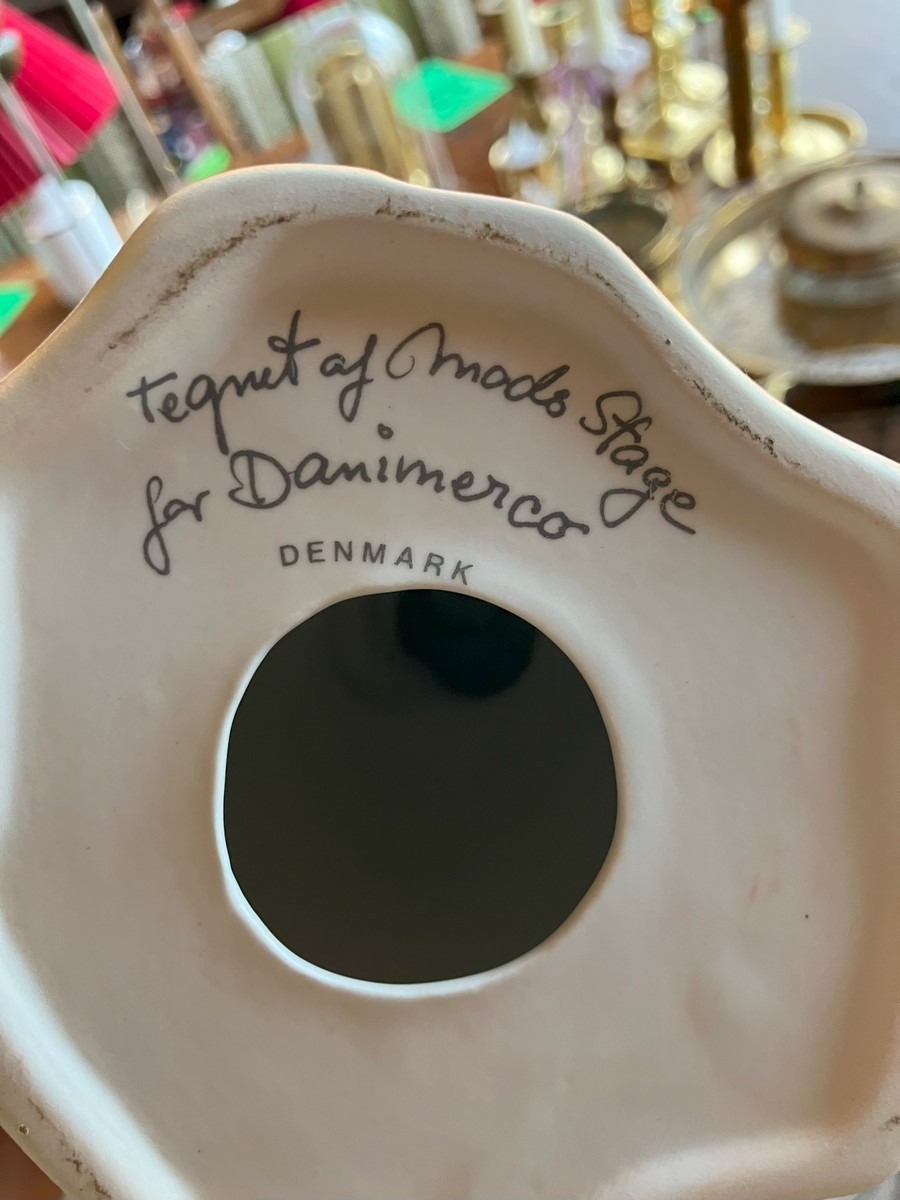 tegnet af Mads Stage
for Danimerco
DENMARK